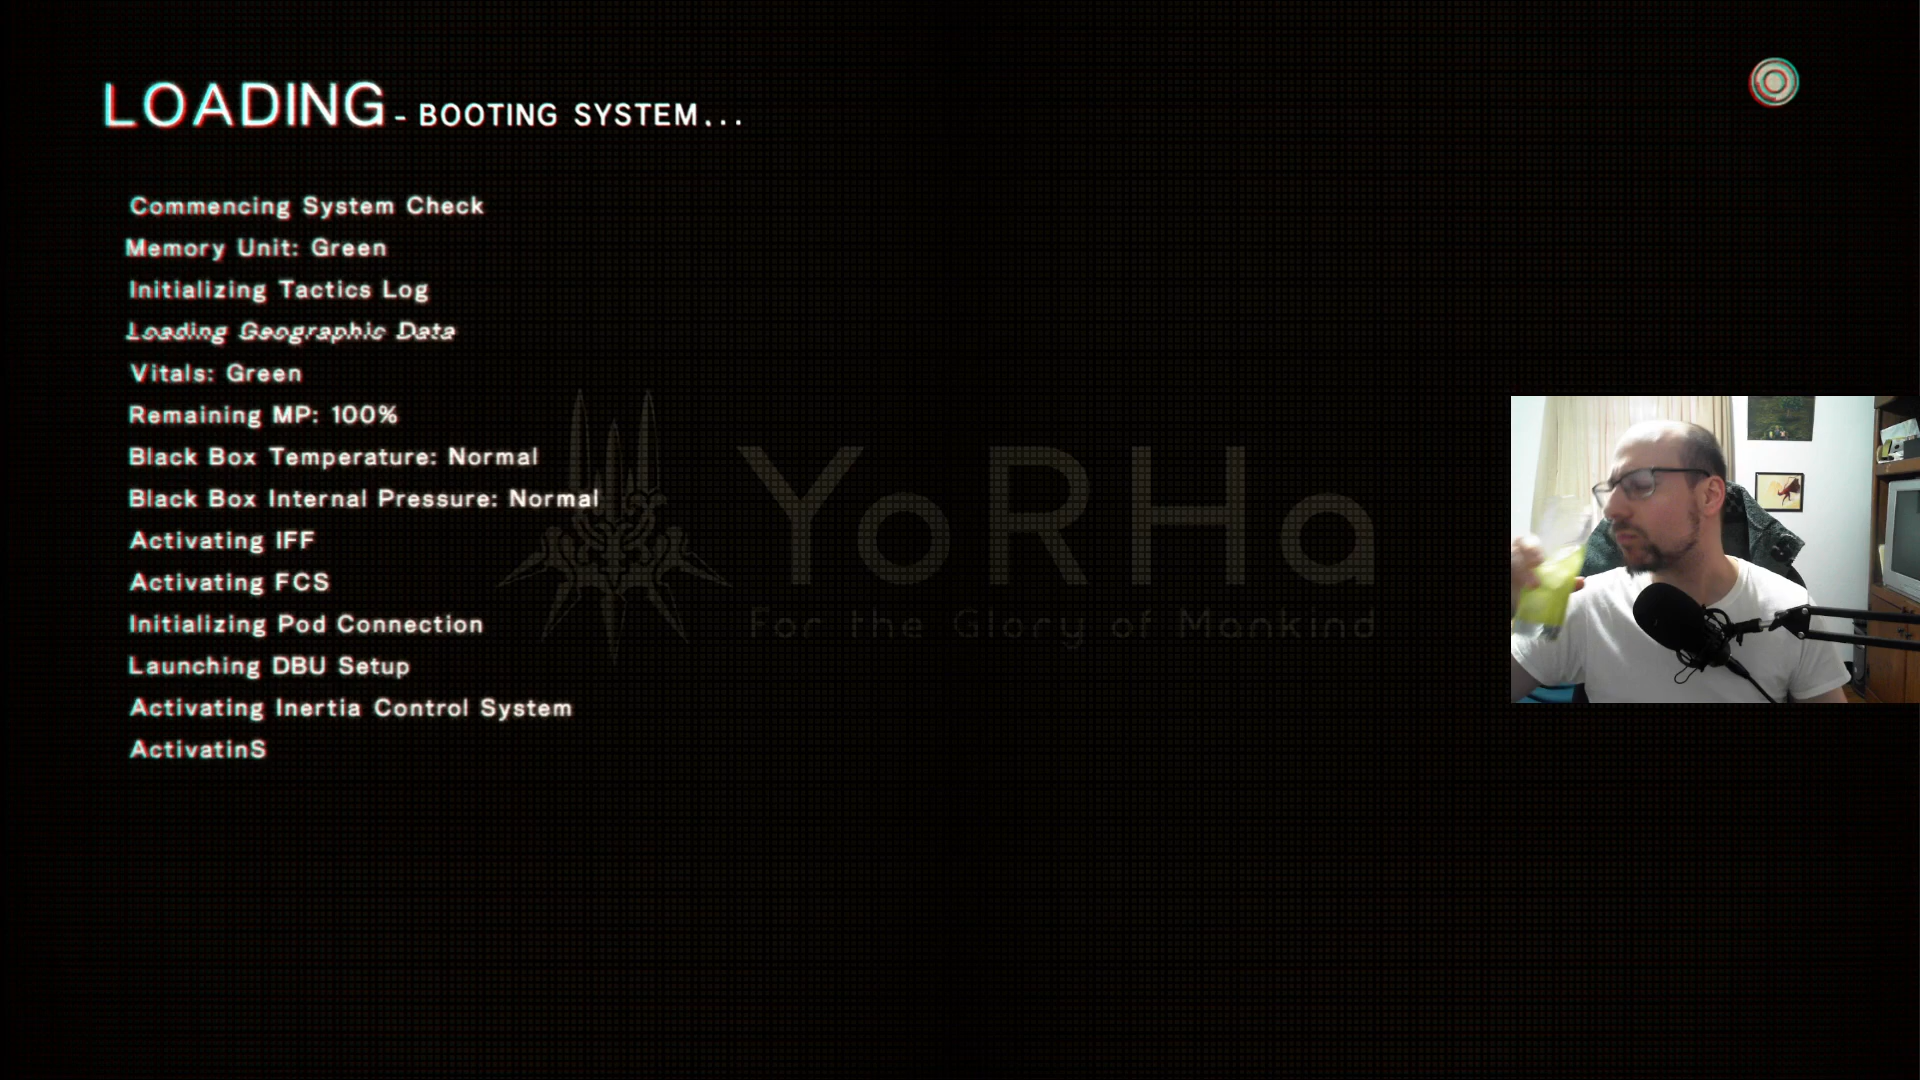 LOADING - BOOTING SYSTEM...
Commencing System Check
Memory Unit: Green
Initializing Tactics Log
Loading Geographic Data
Vitals: Green
Remaining MP: 100%
Black Box Temperature: Normal
Black Box Internal Pressure: Normal
Activating IFF
Activating FCS
Initializing Pod Connection
Launching DBU Setup
Activating Inertia Control System
ActivatinS
YoRHa
For the Glory of Mankind